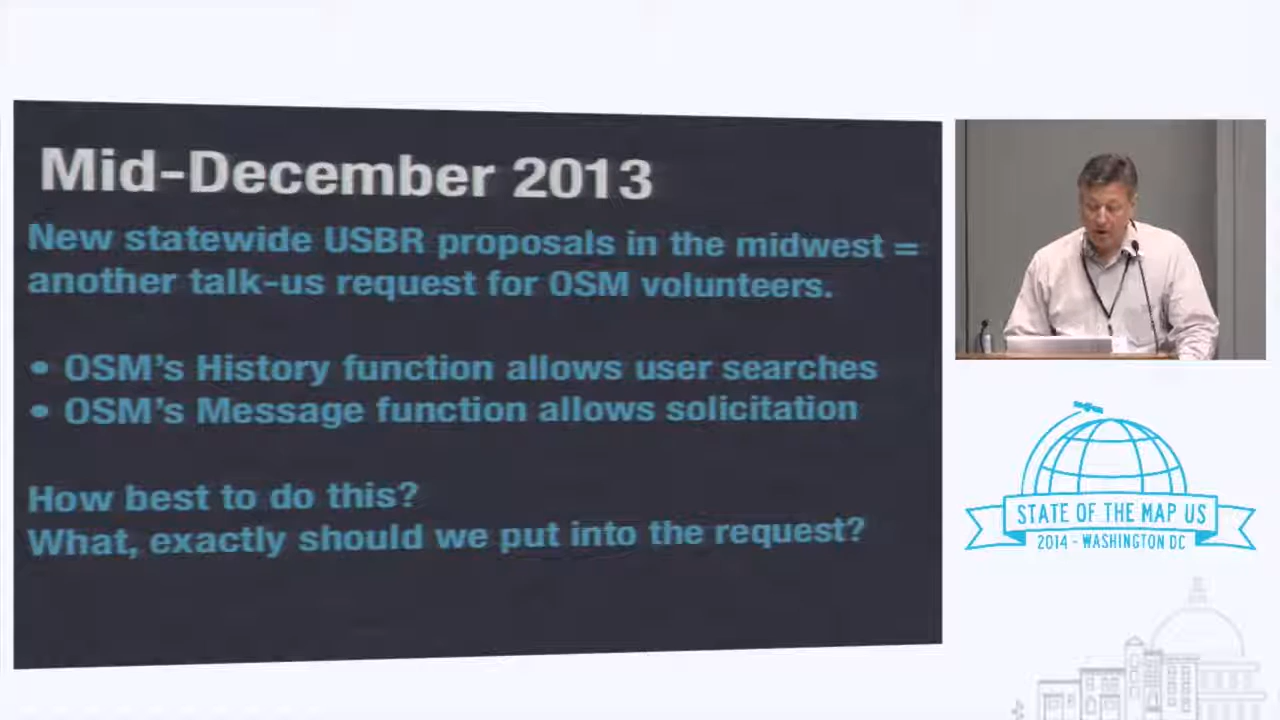 Mid-December 2013
New statewide USBR proposals in the midwest =
another talk-us request for OSM volunteers.
• OSM's History function allows user searches
• OSM's Message function allows solicitation
How best to do this?
What, exactly should we put into the request?
STATE OF THE MAP US
2014 - WASHINGTON DC